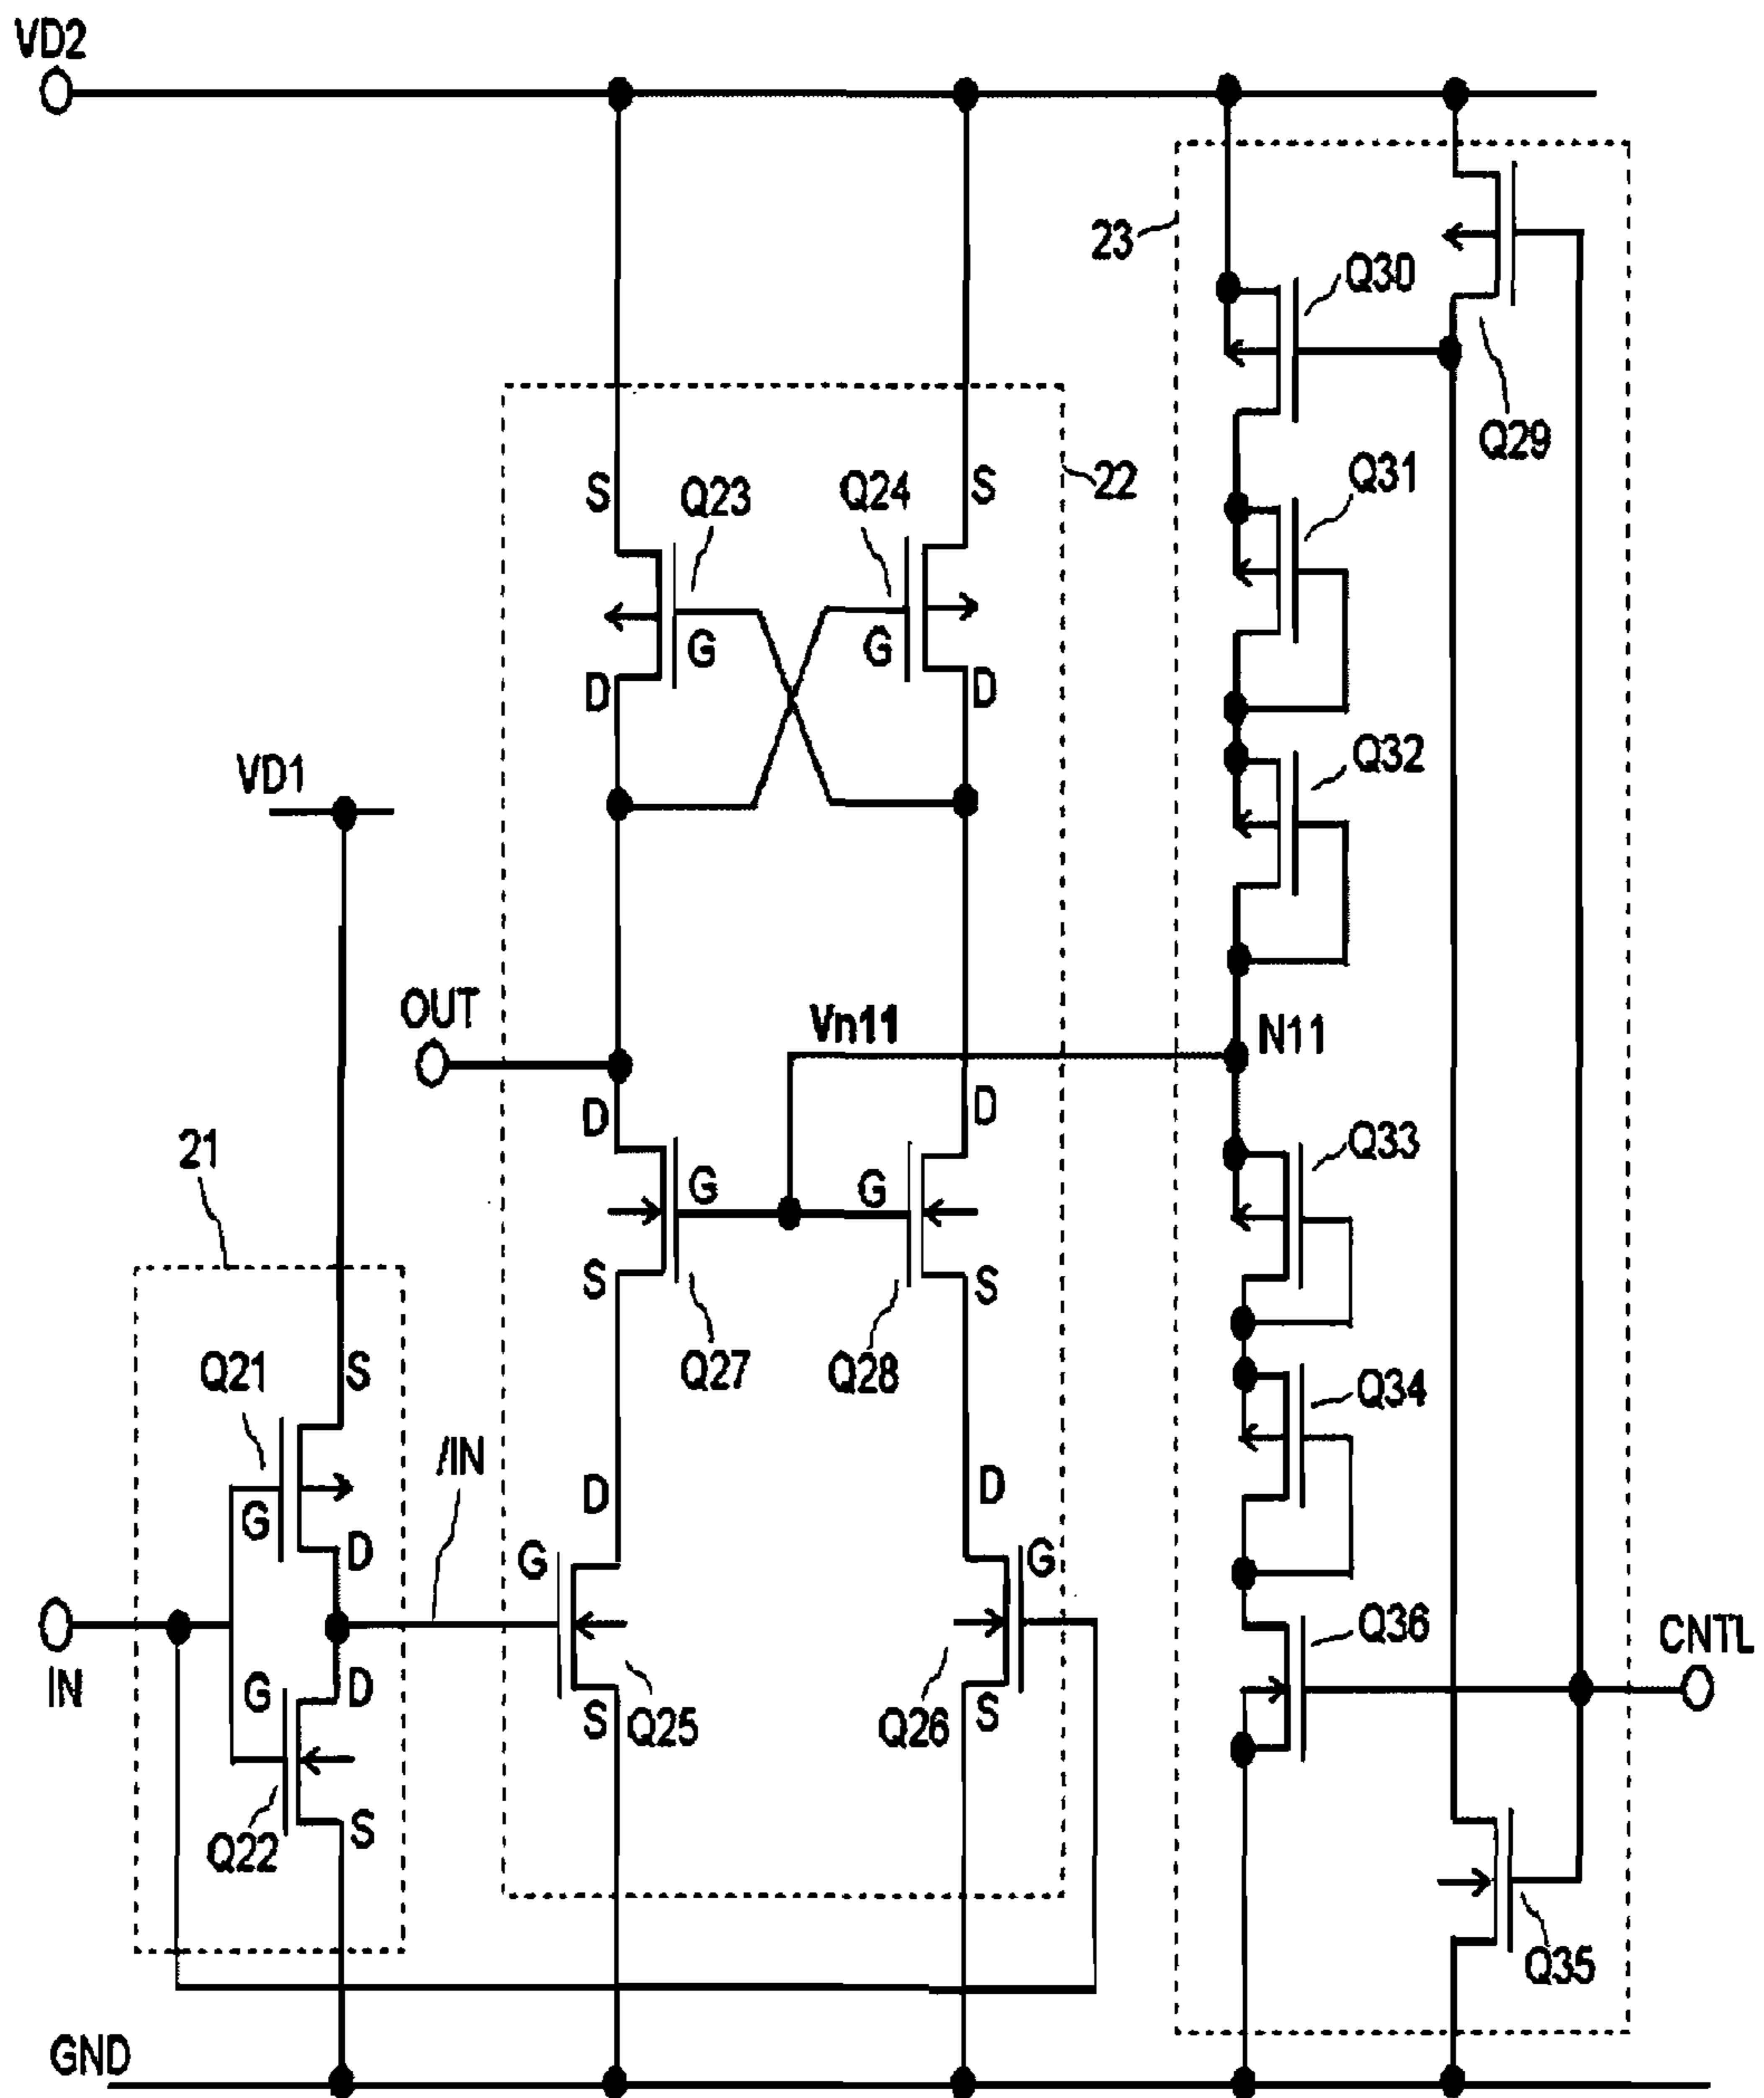 VD2
23
Q30
Q29
S
Q23
Q24
S
22
Q31
G
G
D
D
VD1
Q32
OUT
Vn11
N11
D
D
21
G
G
Q33
S
S
Q21
S
Q27
Q28
Q34
/IN
G
D
D
D
G
G
IN
G
D
Q36
CNTL
S
Q25
Q26
S
Q22
S
Q35
GND